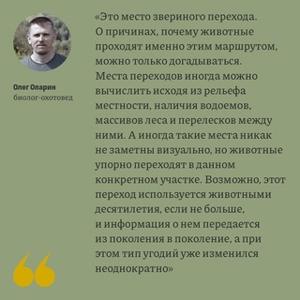 Олег Опарин
биолог-охотовед
«Это место звериного перехода.
О причинах, почему животные
проходят именно этим маршрутом,
можно только догадываться.
Места переходов иногда можно
вычислить исходя из рельефа
местности, наличия водоемов,
массивов леса и перелесков между
ними. А иногда такие места никак
не заметны визуально, но животные
упорно переходят в данном
конкретном участке. Возможно, этот
переход используется животными
десятилетия, если не больше,
и информация о нем передается
из поколения в поколение, а при
этом тип угодий уже изменился
неоднократно»